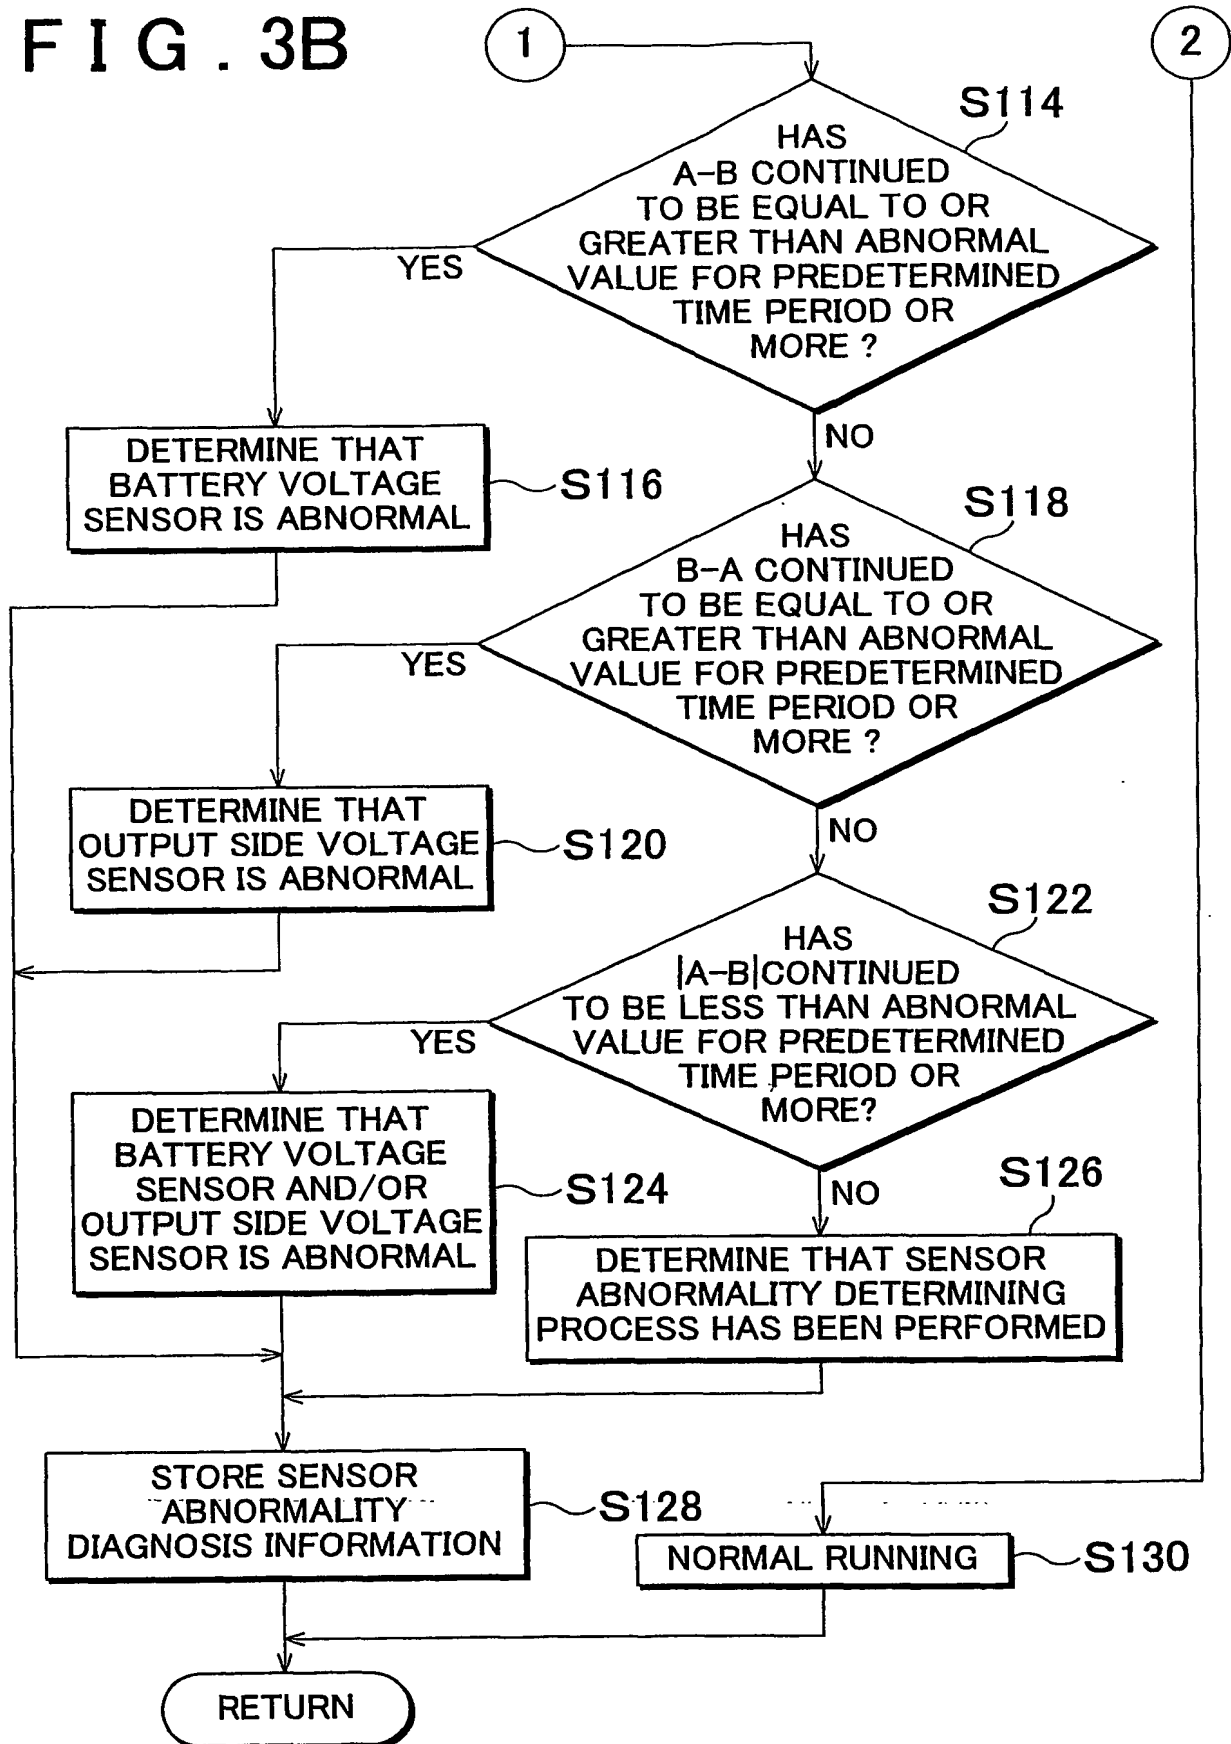 FIG. 3B
1
2
S114
HAS
A-B CONTINUED
TO BE EQUAL TO OR
GREATER THAN ABNORMAL
VALUE FOR PREDETERMINED
TIME PERIOD OR
MORE ?
YES
NO
DETERMINE THAT
BATTERY VOLTAGE
SENSOR IS ABNORMAL
S116
S118
HAS
B-A CONTINUED
TO BE EQUAL TO OR
GREATER THAN ABNORMAL
VALUE FOR PREDETERMINED
TIME PERIOD OR
MORE ?
YES
NO
DETERMINE THAT
OUTPUT SIDE VOLTAGE
SENSOR IS ABNORMAL
S120
S122
HAS
|A-B| CONTINUED
TO BE LESS THAN ABNORMAL
VALUE FOR PREDETERMINED
TIME PERIOD OR
MORE?
YES
NO
DETERMINE THAT
BATTERY VOLTAGE
SENSOR AND/OR
OUTPUT SIDE VOLTAGE
SENSOR IS ABNORMAL
S124
S126
DETERMINE THAT SENSOR
ABNORMALITY DETERMINING
PROCESS HAS BEEN PERFORMED
STORE SENSOR
ABNORMALITY
DIAGNOSIS INFORMATION
S128
NORMAL RUNNING
S130
RETURN